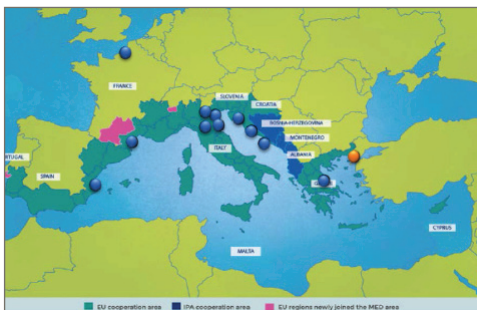 FRANCE
SLOVENIA
CROATIA
BOSNIA-HERZEGOVINA
MONTENEGRO
ITALY
ALBANIA
PORTUGAL
SPAIN
CYPRUS
MALTA
EU cooperation area
IPA cooperation area
EU regions newly joined the MED area